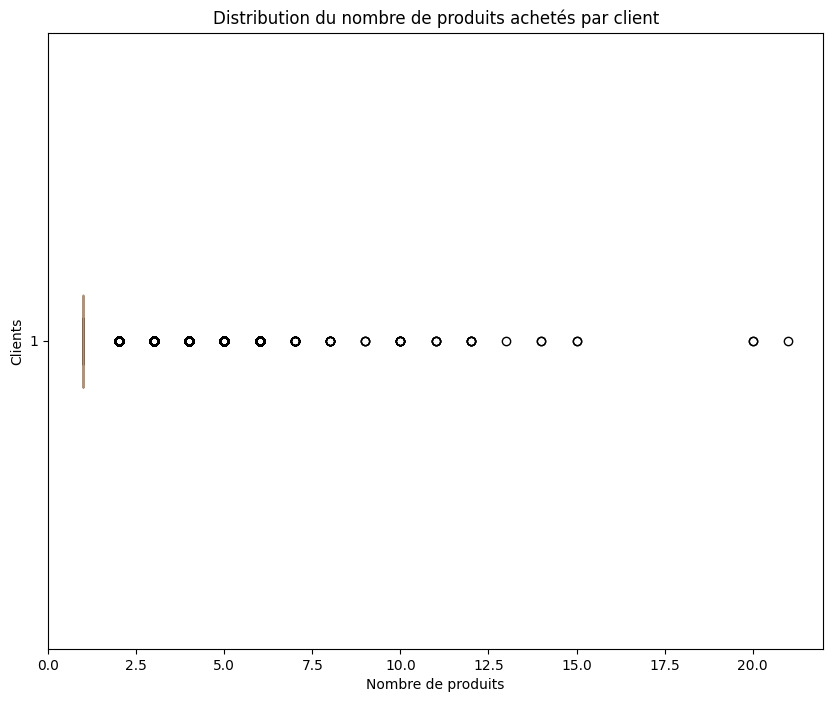 Distribution du nombre de produits achetés par client
Clients
1
0.0 2.5 5.0 7.5 10.0 12.5 15.0 17.5 20.0
Nombre de produits